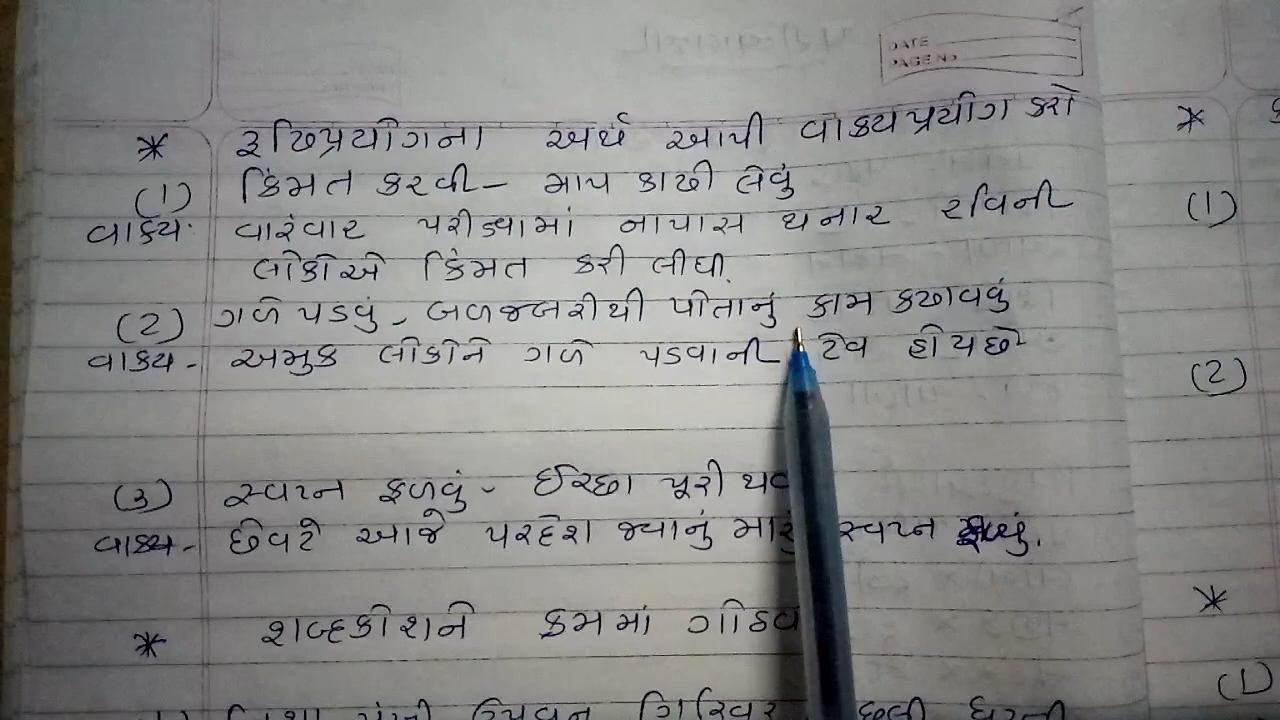 DATE
PAGE NO
* રૂઢિપ્રયોગના અર્થ આપી વાક્યપ્રયોગ કરો *
(1) કિંમત કરવી - માપ કાઢી લેવું
વાક્ય. વારંવાર પરીક્ષામાં નાપાસ થનાર રવિની (1)
લોકોએ કિંમત કરી લીધી.
(2) ગળે પડવું - બળજબરીથી પોતાનું કામ કઢાવવું
વાક્ય - અમુક લોકોને ગળે પડવાની ટેવ હોય છે. (2)
(3) સ્વપ્ન ફળવું - ઈચ્છા પૂરી
વાક્ય - છેવટે આજે પરદેશ જવાનું મારું સ્વપ્ન ફળ્યું.
* શબ્દકોશને ક્રમમાં *
(1)
ગિરિવર